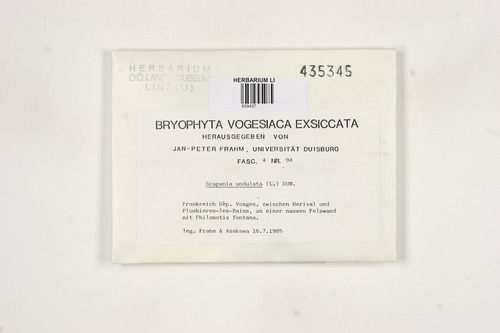 HERBARIUM
O.Ö. LANDESMUSEUM
LINZ (LI)
HERBARIUM LI
435345
BRYOPHYTA VOGESIACA EXSICCATA
HERAUSGEGEBEN VON
JAN-PETER FRAHM, UNIVERSITÄT DUISBURG
FASC. 4 NR. 94
Scapania undulata (L.) DUM.
Frankreich Dép. Vosges, zwischen Herival und
Plombieres-les-Bains, an einer nassen Felswand
mit Philonotis fontana.
leg. Frahm & Asakawa 18.7.1985